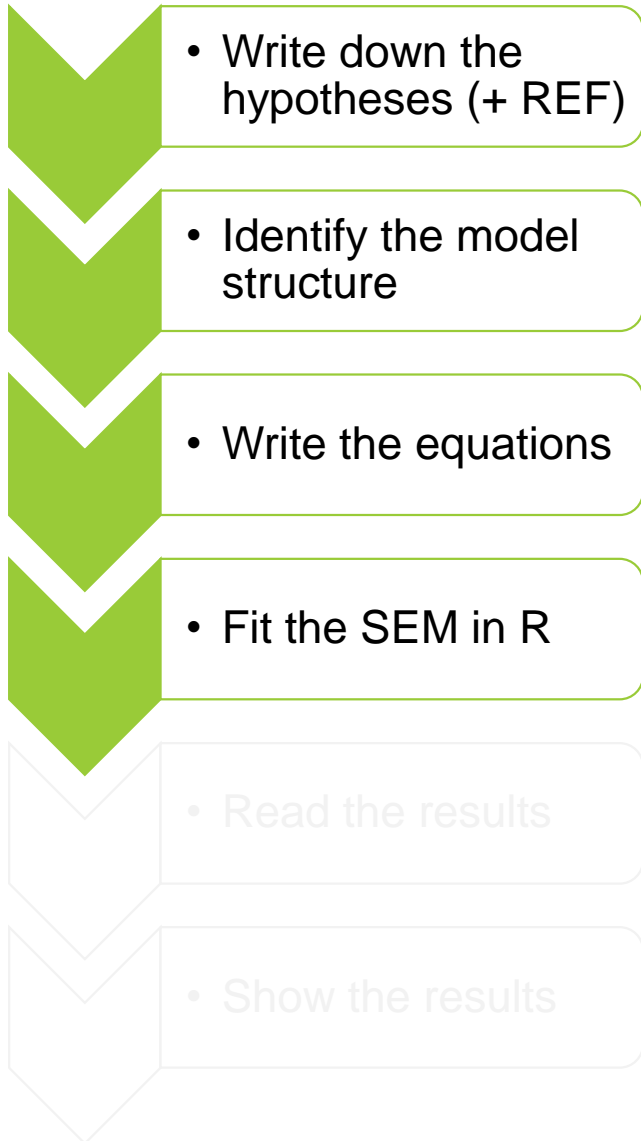 • Write down the
hypotheses (+ REF)
• Identify the model
structure
• Write the equations
• Fit the SEM in R
• Read the results
• Show the results